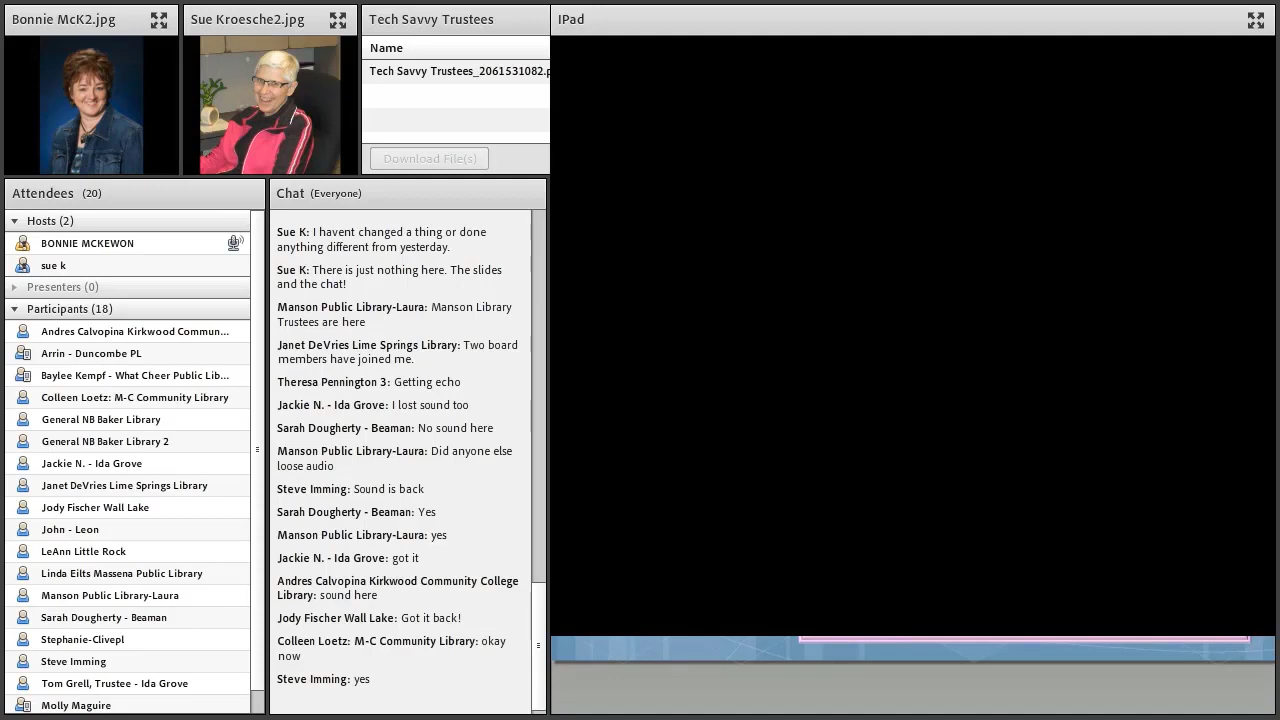 Bonnie McK2.jpg
Sue Kroesche2.jpg
Tech Savvy Trustees
IPad
Name
Tech Savvy Trustees_2061531082.p
Download File(s)
Attendees (20)
Hosts (2)
BONNIE MCKEWON
sue k
Presenters (0)
Participants (18)
Andres Calvopina Kirkwood Commun...
Arrin - Duncombe PL
Baylee Kempf - What Cheer Public Lib...
Colleen Loetz: M-C Community Library
General NB Baker Library
General NB Baker Library 2
Jackie N. - Ida Grove
Janet DeVries Lime Springs Library
Jody Fischer Wall Lake
John - Leon
LeAnn Little Rock
Linda Eilts Massena Public Library
Manson Public Library-Laura
Sarah Dougherty - Beaman
Stephanie-Clivepl
Steve Imming
Tom Grell, Trustee - Ida Grove
Molly Maguire
Chat (Everyone)
Sue K: I havent changed a thing or done
anything different from yesterday.
Sue K: There is just nothing here. The slides
and the chat!
Manson Public Library-Laura: Manson Library
Trustees are here
Janet DeVries Lime Springs Library: Two board
members have joined me.
Theresa Pennington 3: Getting echo
Jackie N. - Ida Grove: I lost sound too
Sarah Dougherty - Beaman: No sound here
Manson Public Library-Laura: Did anyone else
loose audio
Steve Imming: Sound is back
Sarah Dougherty - Beaman: Yes
Manson Public Library-Laura: yes
Jackie N. - Ida Grove: got it
Andres Calvopina Kirkwood Community College
Library: sound here
Jody Fischer Wall Lake: Got it back!
Colleen Loetz: M-C Community Library: okay
now
Steve Imming: yes